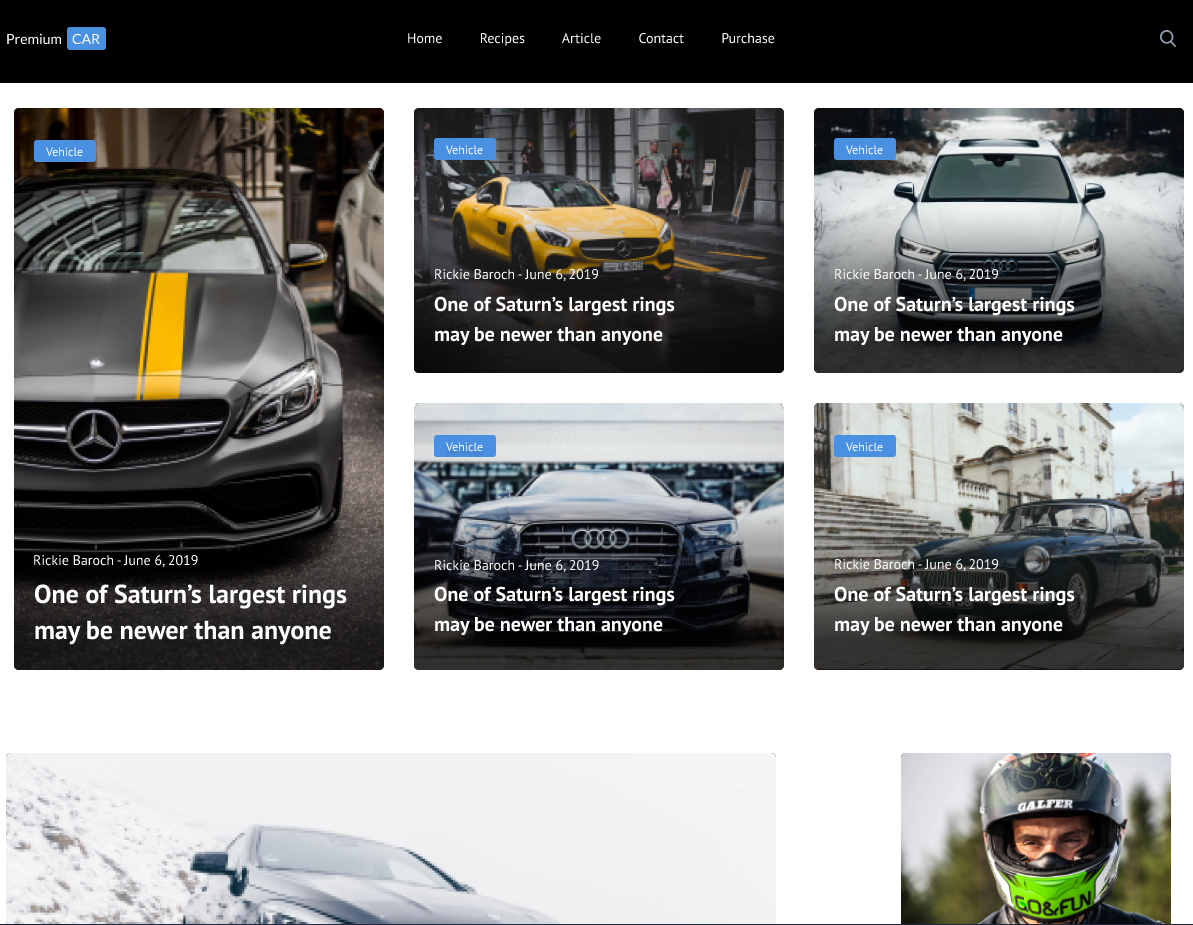 Premium CAR
Home
Recipes
Article
Contact
Purchase
Vehicle
Rickie Baroch - June 6, 2019
One of Saturn’s largest rings
may be newer than anyone
Vehicle
Rickie Baroch - June 6, 2019
One of Saturn’s largest rings
may be newer than anyone
Vehicle
Rickie Baroch - June 6, 2019
One of Saturn’s largest rings
may be newer than anyone
Vehicle
Rickie Baroch - June 6, 2019
One of Saturn’s largest rings
may be newer than anyone
Vehicle
Rickie Baroch - June 6, 2019
One of Saturn’s largest rings
may be newer than anyone
GALFER
GO&FUN